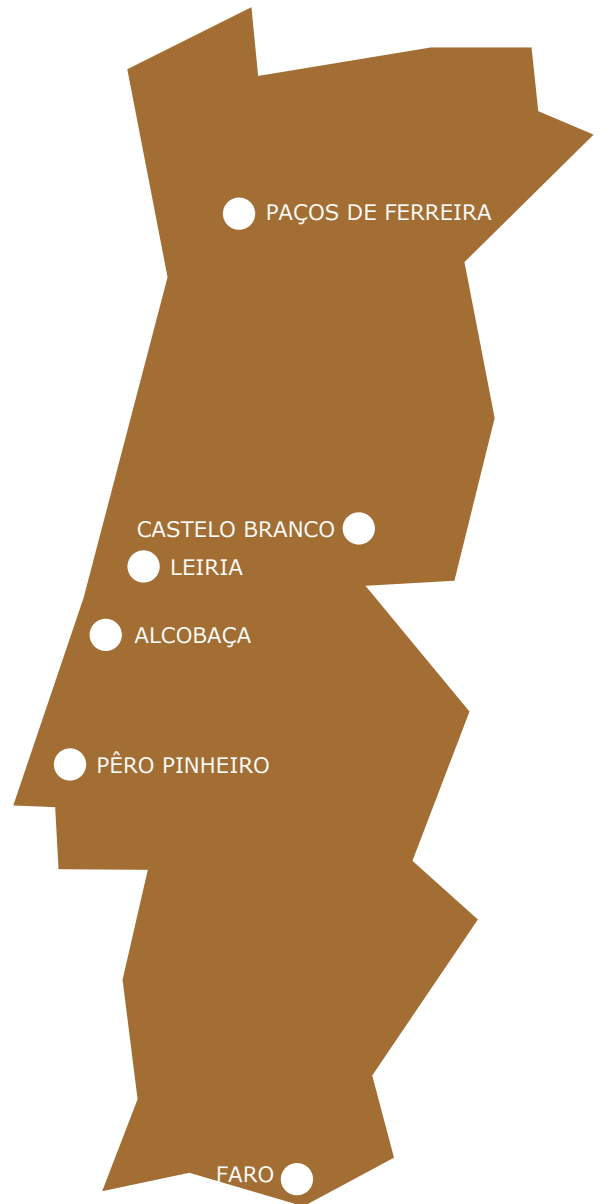 PAÇOS DE FERREIRA
CASTELO BRANCO
LEIRIA
ALCOBAÇA
PÊRO PINHEIRO
FARO